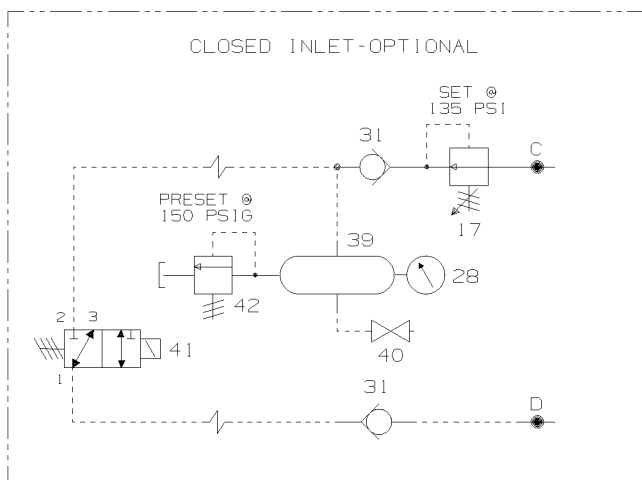 CLOSED INLET-OPTIONAL
SET @
135 PSI
31
C
PRESET @
150 PSIG
17
39
28
42
2 3
41
40
1
31
D